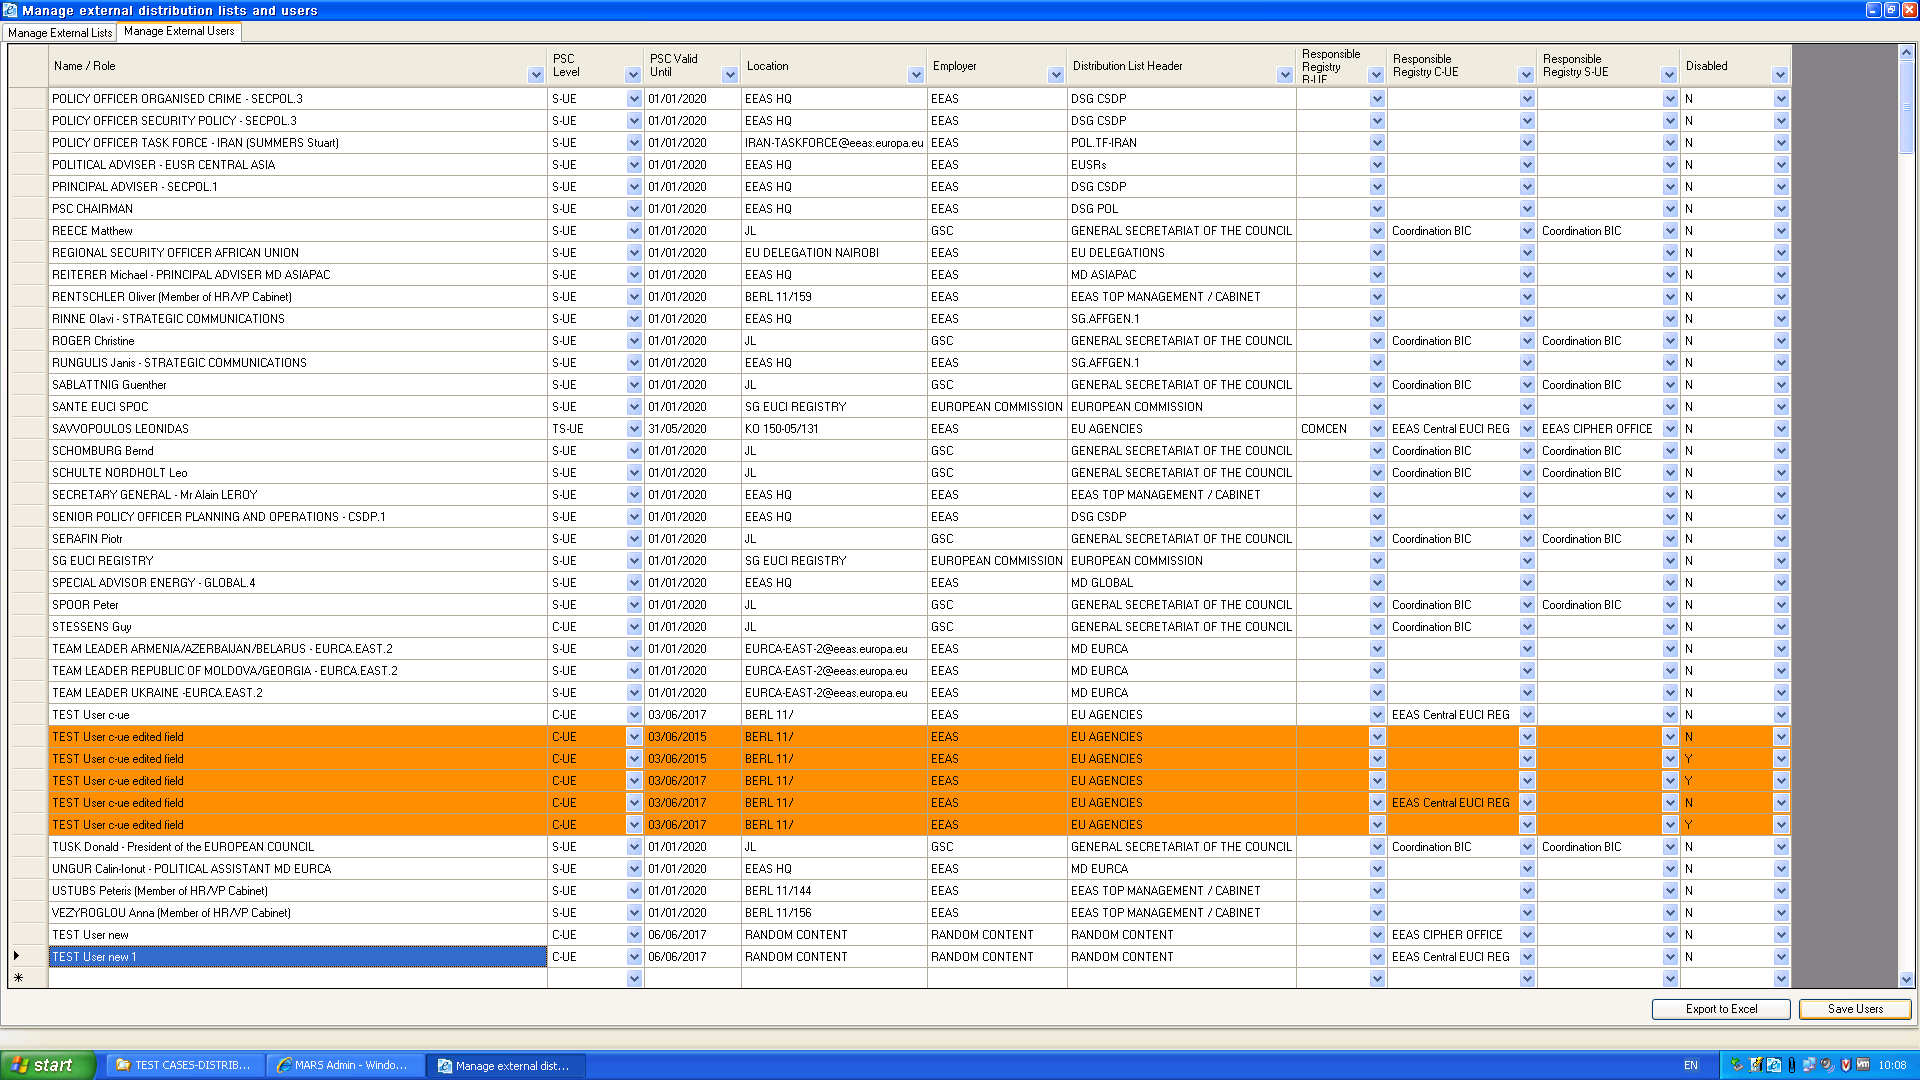 Manage external distribution lists and users
Manage External Lists Manage External Users
Name / Role PSC Level PSC Valid Until Location Employer Distribution List Header Responsible Registry R-UE Responsible Registry C-UE Responsible Registry S-UE Disabled
POLICY OFFICER ORGANISED CRIME - SECPOL.3 S-UE 01/01/2020 EEAS HQ EEAS DSG CSDP N
POLICY OFFICER SECURITY POLICY - SECPOL.3 S-UE 01/01/2020 EEAS HQ EEAS DSG CSDP N
POLICY OFFICER TASK FORCE - IRAN (SUMMERS Stuart) S-UE 01/01/2020 IRAN-TASKFORCE@eeas.europa.eu EEAS POL.TF-IRAN N
POLITICAL ADVISER - EUSR CENTRAL ASIA S-UE 01/01/2020 EEAS HQ EEAS EUSRs N
PRINCIPAL ADVISER - SECPOL.1 S-UE 01/01/2020 EEAS HQ EEAS DSG CSDP N
PSC CHAIRMAN S-UE 01/01/2020 EEAS HQ EEAS DSG POL N
REECE Matthew S-UE 01/01/2020 JL GSC GENERAL SECRETARIAT OF THE COUNCIL Coordination BIC Coordination BIC N
REGIONAL SECURITY OFFICER AFRICAN UNION S-UE 01/01/2020 EU DELEGATION NAIROBI EEAS EU DELEGATIONS N
REITERER Michael - PRINCIPAL ADVISER MD ASIAPAC S-UE 01/01/2020 EEAS HQ EEAS MD ASIAPAC N
RENTSCHLER Oliver (Member of HR/VP Cabinet) S-UE 01/01/2020 BERL 11/159 EEAS EEAS TOP MANAGEMENT / CABINET N
RINNE Olavi - STRATEGIC COMMUNICATIONS S-UE 01/01/2020 EEAS HQ EEAS SG.AFFGEN.1 N
ROGER Christine S-UE 01/01/2020 JL GSC GENERAL SECRETARIAT OF THE COUNCIL Coordination BIC Coordination BIC N
RUNGULIS Janis - STRATEGIC COMMUNICATIONS S-UE 01/01/2020 EEAS HQ EEAS SG.AFFGEN.1 N
SABLATTNIG Guenther S-UE 01/01/2020 JL GSC GENERAL SECRETARIAT OF THE COUNCIL Coordination BIC Coordination BIC N
SANTE EUCI SPOC S-UE 01/01/2020 SG EUCI REGISTRY EUROPEAN COMMISSION EUROPEAN COMMISSION N
SAVVOPOULOS LEONIDAS TS-UE 31/05/2020 KO 150-05/131 EEAS EU AGENCIES COMCEN EEAS Central EUCI REG EEAS CIPHER OFFICE N
SCHOMBURG Bernd S-UE 01/01/2020 JL GSC GENERAL SECRETARIAT OF THE COUNCIL Coordination BIC Coordination BIC N
SCHULTE NORDHOLT Leo S-UE 01/01/2020 JL GSC GENERAL SECRETARIAT OF THE COUNCIL Coordination BIC Coordination BIC N
SECRETARY GENERAL - Mr Alain LEROY S-UE 01/01/2020 EEAS HQ EEAS EEAS TOP MANAGEMENT / CABINET N
SENIOR POLICY OFFICER PLANNING AND OPERATIONS - CSDP.1 S-UE 01/01/2020 EEAS HQ EEAS DSG CSDP N
SERAFIN Piotr S-UE 01/01/2020 JL GSC GENERAL SECRETARIAT OF THE COUNCIL Coordination BIC Coordination BIC N
SG EUCI REGISTRY S-UE 01/01/2020 SG EUCI REGISTRY EUROPEAN COMMISSION EUROPEAN COMMISSION N
SPECIAL ADVISOR ENERGY - GLOBAL.4 S-UE 01/01/2020 EEAS HQ EEAS MD GLOBAL N
SPOOR Peter S-UE 01/01/2020 JL GSC GENERAL SECRETARIAT OF THE COUNCIL Coordination BIC Coordination BIC N
STESSENS Guy C-UE 01/01/2020 JL GSC GENERAL SECRETARIAT OF THE COUNCIL Coordination BIC N
TEAM LEADER ARMENIA/AZERBAIJAN/BELARUS - EURCA.EAST.2 S-UE 01/01/2020 EURCA-EAST-2@eeas.europa.eu EEAS MD EURCA N
TEAM LEADER REPUBLIC OF MOLDOVA/GEORGIA - EURCA.EAST.2 S-UE 01/01/2020 EURCA-EAST-2@eeas.europa.eu EEAS MD EURCA N
TEAM LEADER UKRAINE -EURCA.EAST.2 S-UE 01/01/2020 EURCA-EAST-2@eeas.europa.eu EEAS MD EURCA N
TEST User c-ue C-UE 03/06/2017 BERL 11/ EEAS EU AGENCIES EEAS Central EUCI REG N
TEST User c-ue edited field C-UE 03/06/2015 BERL 11/ EEAS EU AGENCIES N
TEST User c-ue edited field C-UE 03/06/2015 BERL 11/ EEAS EU AGENCIES Y
TEST User c-ue edited field C-UE 03/06/2017 BERL 11/ EEAS EU AGENCIES Y
TEST User c-ue edited field C-UE 03/06/2017 BERL 11/ EEAS EU AGENCIES EEAS Central EUCI REG N
TEST User c-ue edited field C-UE 03/06/2017 BERL 11/ EEAS EU AGENCIES Y
TUSK Donald - President of the EUROPEAN COUNCIL S-UE 01/01/2020 JL GSC GENERAL SECRETARIAT OF THE COUNCIL Coordination BIC Coordination BIC N
UNGUR Calin-Ionut - POLITICAL ASSISTANT MD EURCA S-UE 01/01/2020 EEAS HQ EEAS MD EURCA N
USTUBS Peteris (Member of HR/VP Cabinet) S-UE 01/01/2020 BERL 11/144 EEAS EEAS TOP MANAGEMENT / CABINET N
VEZYROGLOU Anna (Member of HR/VP Cabinet) S-UE 01/01/2020 BERL 11/156 EEAS EEAS TOP MANAGEMENT / CABINET N
TEST User new C-UE 06/06/2017 RANDOM CONTENT RANDOM CONTENT RANDOM CONTENT EEAS CIPHER OFFICE N
TEST User new 1 C-UE 06/06/2017 RANDOM CONTENT RANDOM CONTENT RANDOM CONTENT EEAS Central EUCI REG N
Export to Excel Save Users
start TEST CASES-DISTRIB... MARS Admin - Windo... Manage external dist... EN 10:08